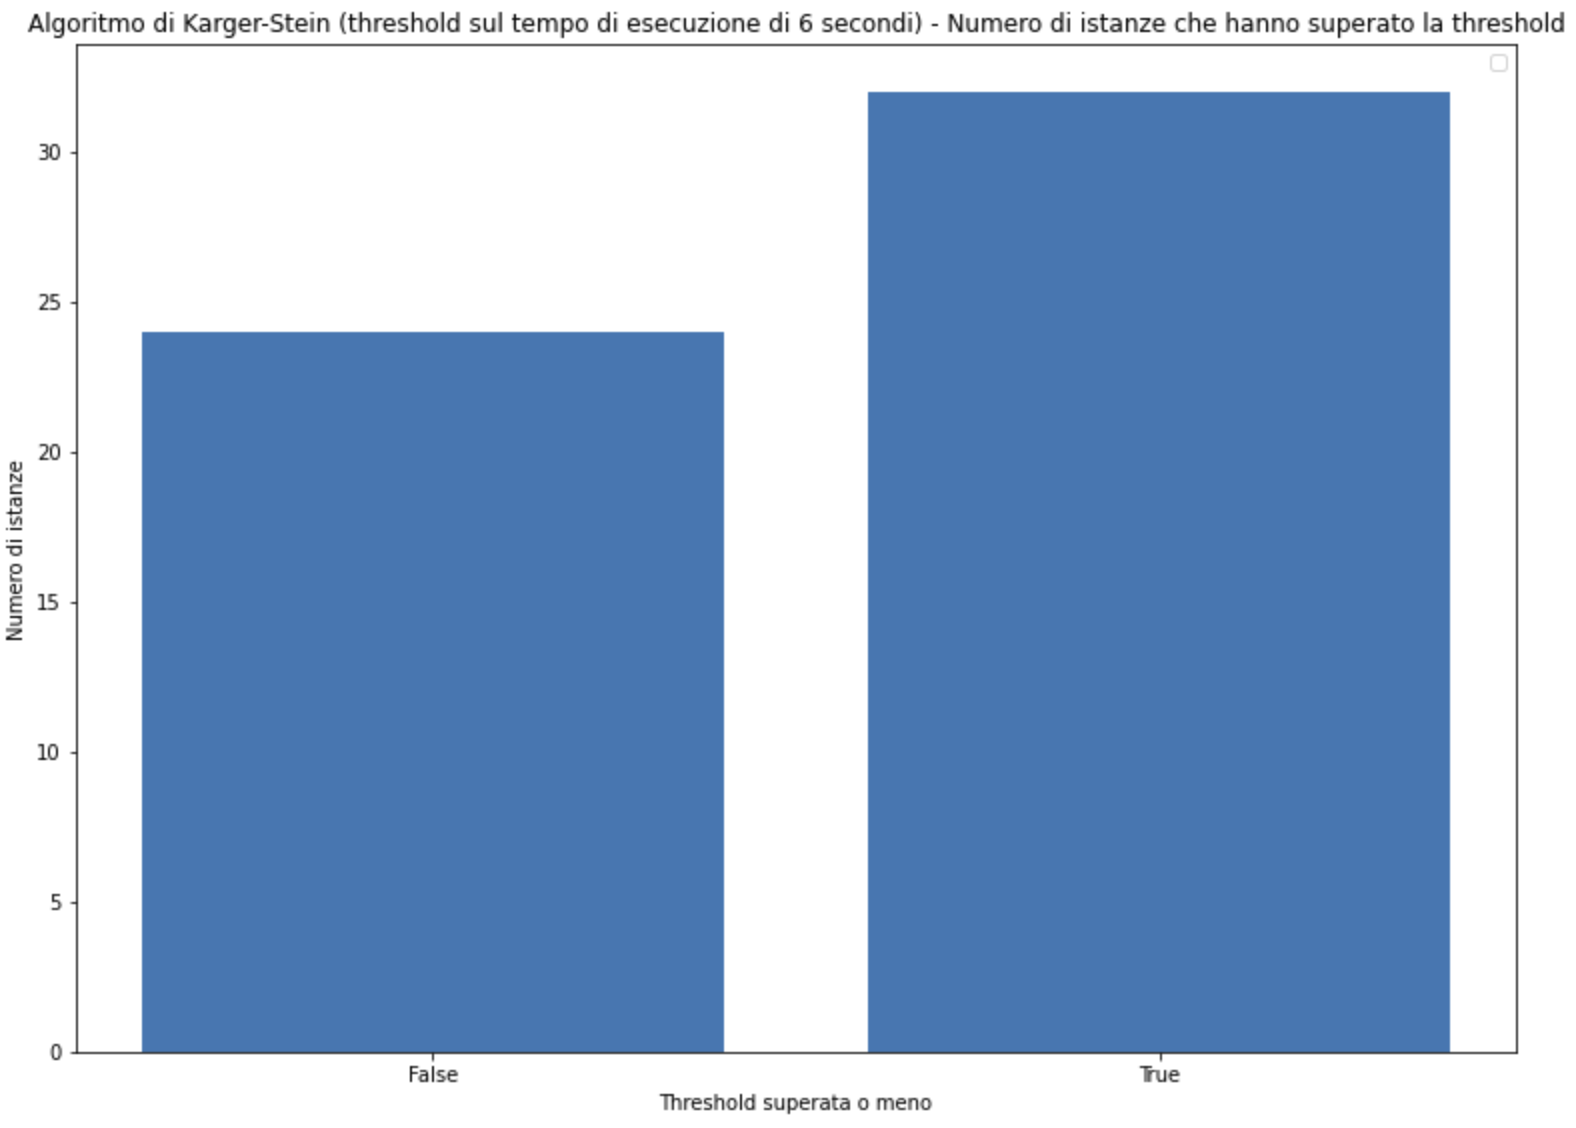 Algoritmo di Karger-Stein (threshold sul tempo di esecuzione di 6 secondi) - Numero di istanze che hanno superato la threshold
30
25
20
15
10
5
0
Numero di istanze
False
True
Threshold superata o meno